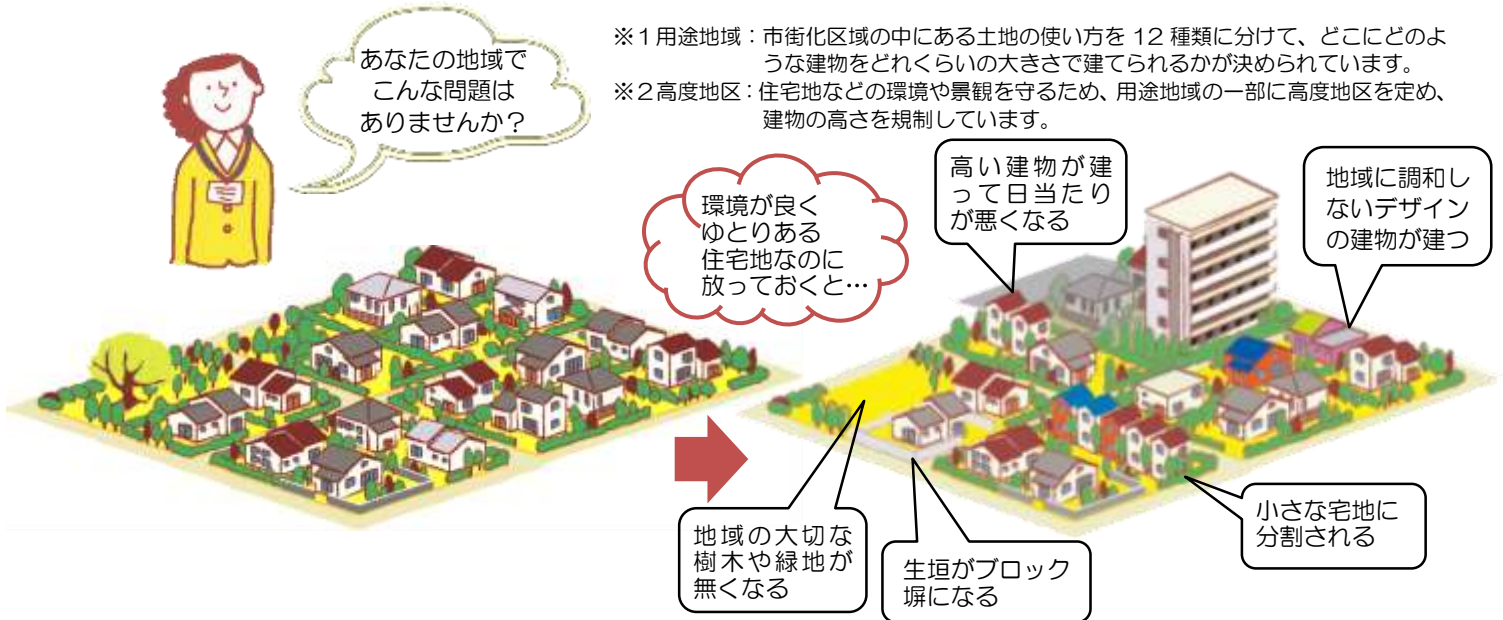 あなたの地域で
こんな問題は
ありませんか？
※１用途地域：市街化区域の中にある土地の使い方を 12 種類に分けて、どこにどのよ
うな建物をどれくらいの大きさで建てられるかが決められています。
※２高度地区：住宅地などの環境や景観を守るため、用途地域の一部に高度地区を定め、
建物の高さを規制しています。
環境が良く
ゆとりある
住宅地なのに
放っておくと…
高い建物が建
って日当たり
が悪くなる
地域に調和し
ないデザイン
の建物が建つ
地域の大切な
樹木や緑地が
無くなる
生垣がブロック
塀になる
小さな宅地に
分割される